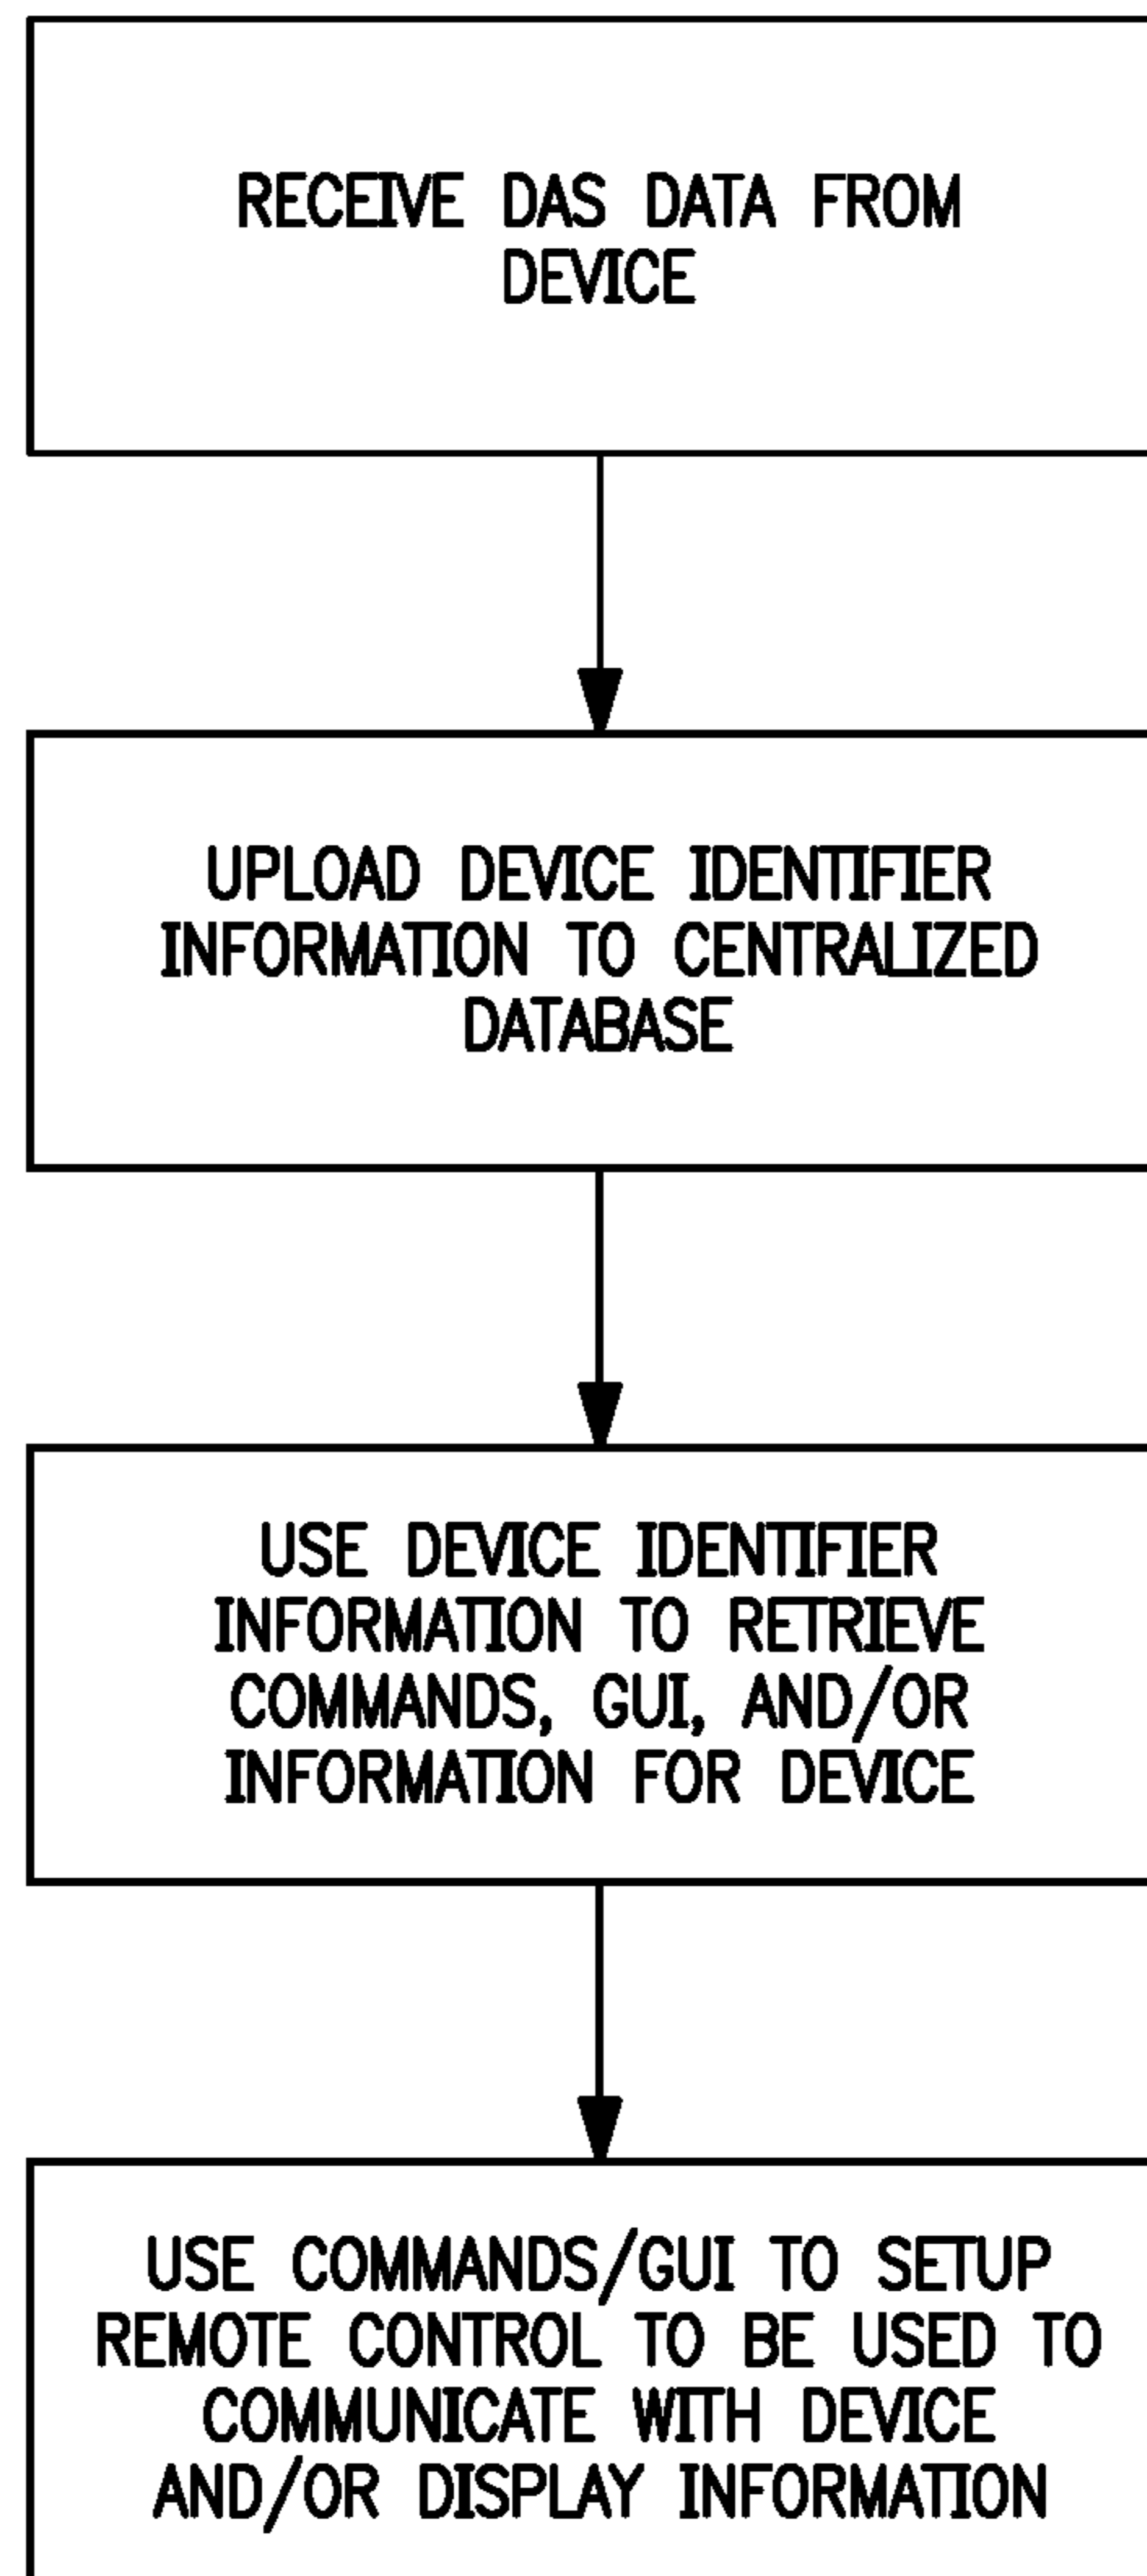 RECEIVE DAS DATA FROM
DEVICE
UPLOAD DEVICE IDENTIFIER
INFORMATION TO CENTRALIZED
DATABASE
USE DEVICE IDENTIFIER
INFORMATION TO RETRIEVE
COMMANDS, GUI, AND/OR
INFORMATION FOR DEVICE
USE COMMANDS/GUI TO SETUP
REMOTE CONTROL TO BE USED TO
COMMUNICATE WITH DEVICE
AND/OR DISPLAY INFORMATION